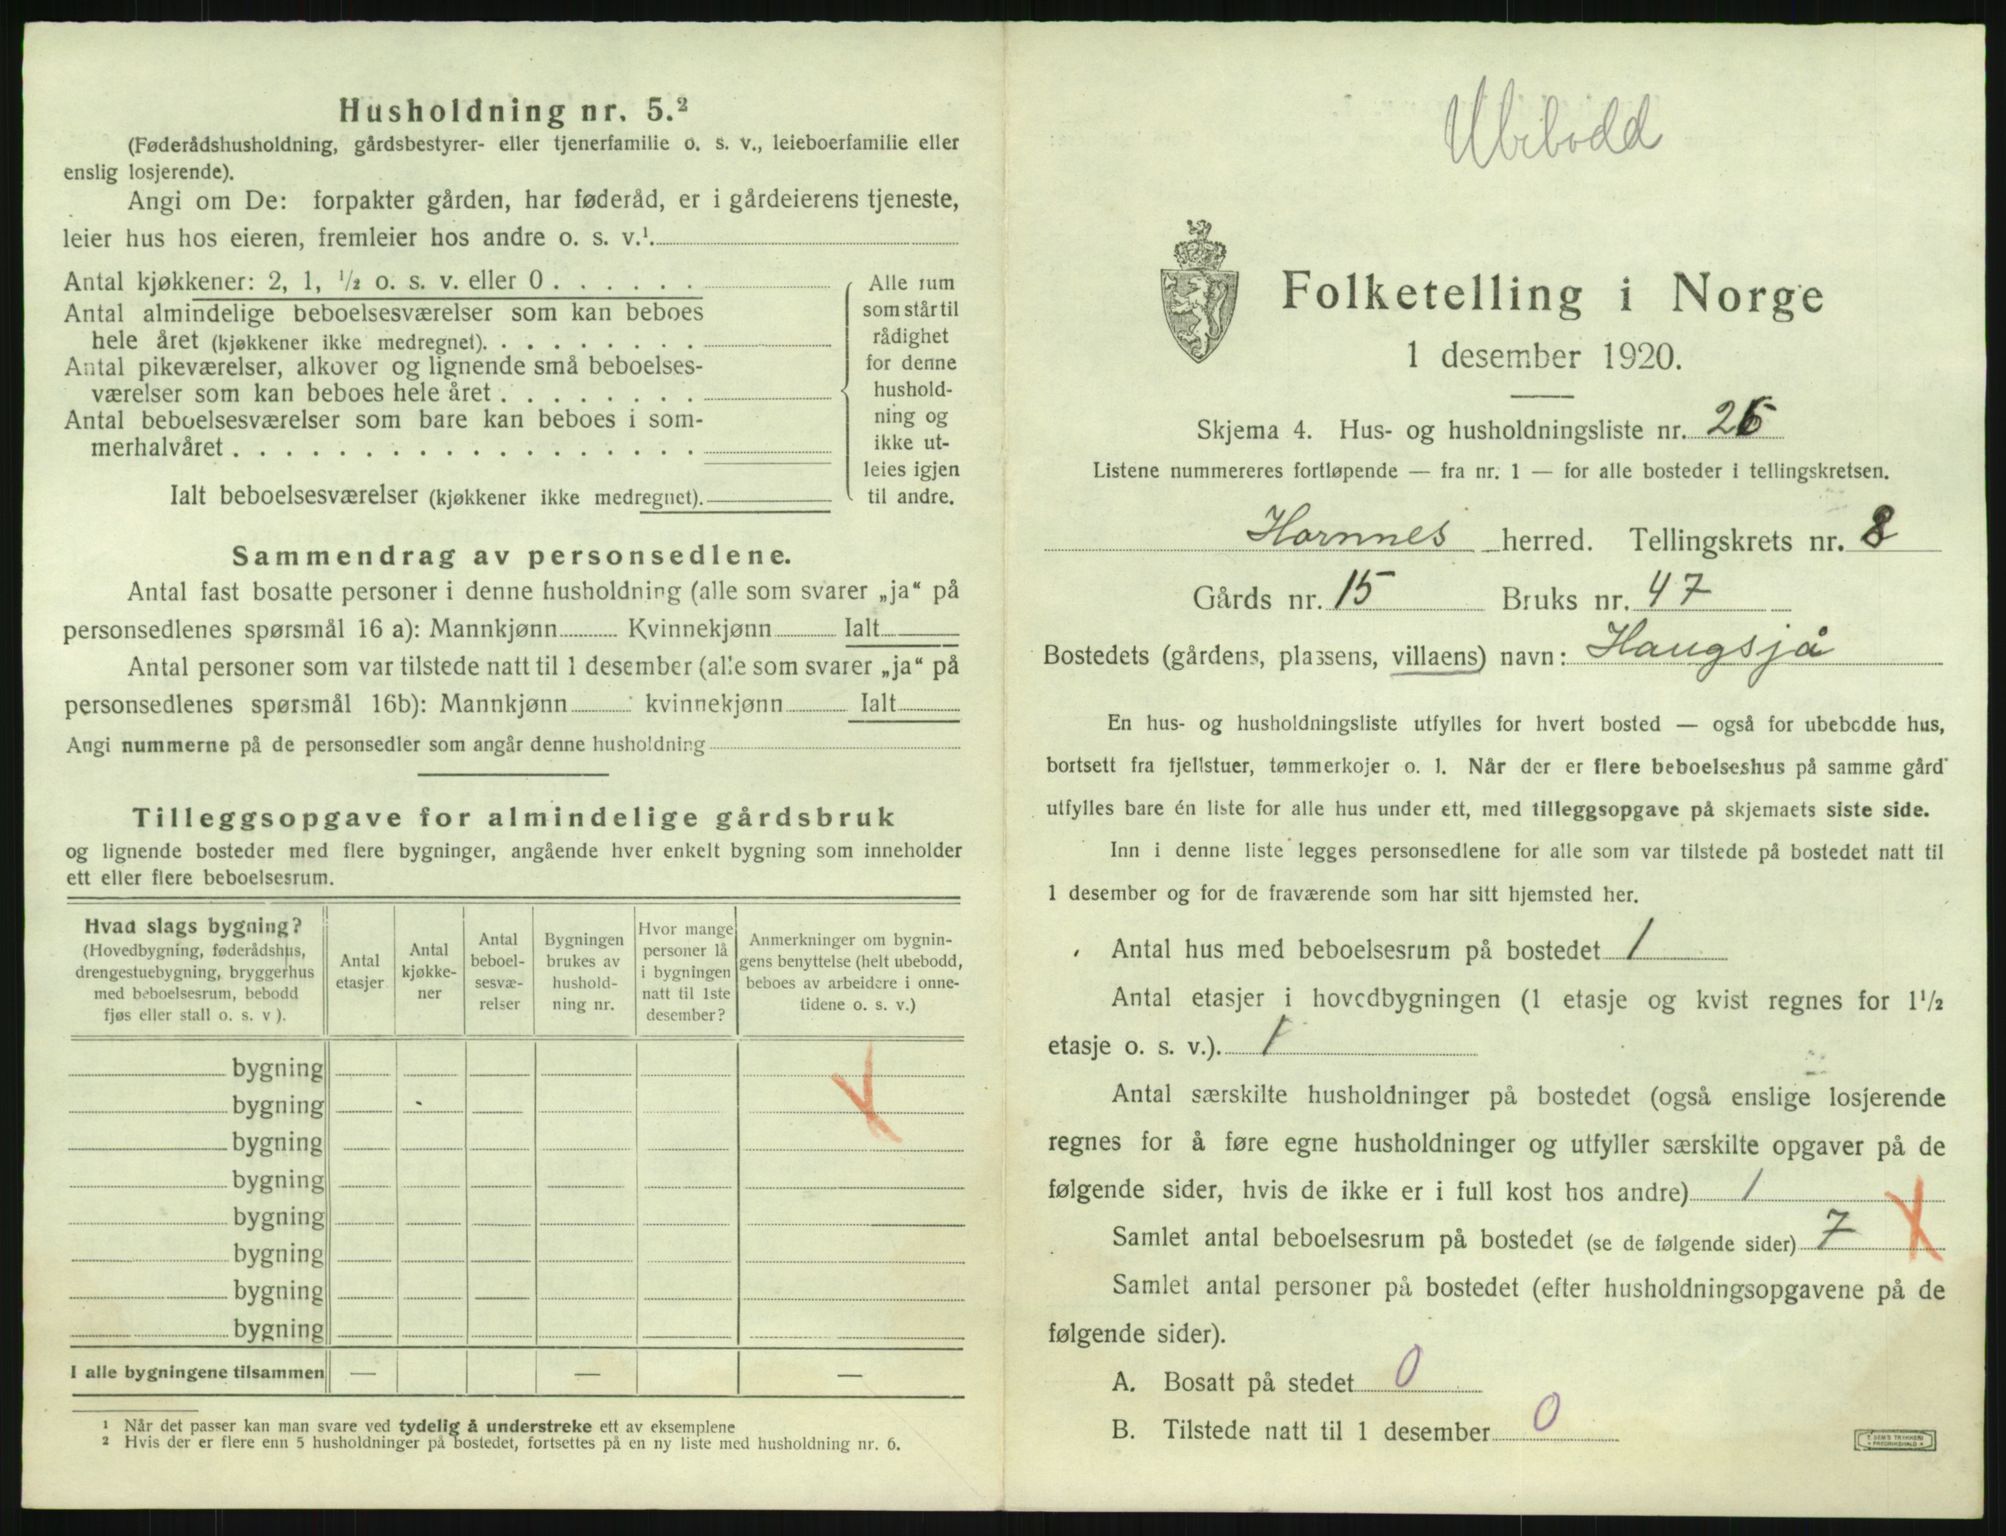 Husholdning nr. 5.²
(Føderådshusholdning, gårdsbestyrer- eller tjenerfamilie o. s. v., leieboerfamilie eller
enslig losjerende).
Angi om De: forpakter gården, har føderåd, er i gårdeierens tjeneste,
leier hus hos eieren, fremleier hos andre o. s. v.¹.
Antal kjøkkener: 2, 1, ½ o. s. v. eller 0 . . . . . .
Antal almindelige beboelsesværelser som kan beboes
hele året (kjøkkener ikke medregnet). . . . . . . . .
Antal pikeværelser, alkover og lignende små beboelses-
værelser som kan beboes hele året . . . . . . . .
Antal beboelsesværelser som bare kan beboes i som-
merhalvåret . . . . . . . . . . . . . . . . . .
Ialt beboelsesværelser (kjøkkener ikke medregnet).
Alle rum
som står til
rådighet
for denne
hushold-
ning og
ikke ut-
leies igjen
til andre.
Sammendrag av personsedlene.
Antal fast bosatte personer i denne husholdning (alle som svarer „ja“ på
personsedlenes spørsmål 16 a): Mannkjønn Kvinnekjønn Ialt
Antal personer som var tilstede natt til 1 desember (alle som svarer „ja“ på
personsedlenes spørsmål 16b): Mannkjønn kvinnekjønn Ialt
Angi nummerne på de personsedler som angår denne husholdning
Tilleggsopgave for almindelige gårdsbruk
og lignende bosteder med flere bygninger, angående hver enkelt bygning som inneholder
ett eller flere beboelsesrum.
Hvad slags bygning?
(Hovedbygning, føderådshus,
drengestuebygning, bryggerhus
med beboelsesrum, bebodd
fjøs eller stall o. s. v ).
Antal
etasjer
Antal
kjøkke-
ner
Antal
beboel-
sesvæ-
relser
Bygningen
brukes av
hushold-
ning nr.
Hvor mange
personer lå
i bygningen
natt til 1ste
desember?
Anmerkninger om bygnin-
gens benyttelse (helt ubebodd,
beboes av arbeidere i onne-
tidene o. s. v.)
bygning
bygning
bygning
bygning
bygning
bygning
bygning
bygning
I alle bygningene tilsammen — — —
¹ Når det passer kan man svare ved tydelig å understreke ett av eksemplene
² Hvis der er flere enn 5 husholdninger på bostedet, fortsettes på en ny liste med husholdning nr. 6.
Ubebodd
Folketelling i Norge
1 desember 1920.
Skjema 4. Hus- og husholdningsliste nr. 26
Listene nummereres fortløpende — fra nr. 1 — for alle bosteder i tellingskretsen.
Hornnes herred. Tellingskrets nr. 8
Gårds nr. 15 Bruks nr. 47
Bostedets (gårdens, plassens, villaens) navn: Haugsjå
En hus- og husholdningsliste utfylles for hvert bosted — også for ubebodde hus,
bortsett fra fjellstuer, tømmerkojer o. l. Når der er flere beboelseshus på samme gård
utfylles bare én liste for alle hus under ett, med tilleggsopgave på skjemaets siste side.
Inn i denne liste legges personsedlene for alle som var tilstede på bostedet natt til
1 desember og for de fraværende som har sitt hjemsted her.
Antal hus med beboelsesrum på bostedet 1
Antal etasjer i hovedbygningen (1 etasje og kvist regnes for 1½
etasje o. s. v.). 1
Antal særskilte husholdninger på bostedet (også enslige losjerende
regnes for å føre egne husholdninger og utfyller særskilte opgaver på de
følgende sider, hvis de ikke er i full kost hos andre) 1
Samlet antal beboelsesrum på bostedet (se de følgende sider) 7
Samlet antal personer på bostedet (efter husholdningsopgavene på de
følgende sider).
A. Bosatt på stedet 0
B. Tilstede natt til 1 desember 0